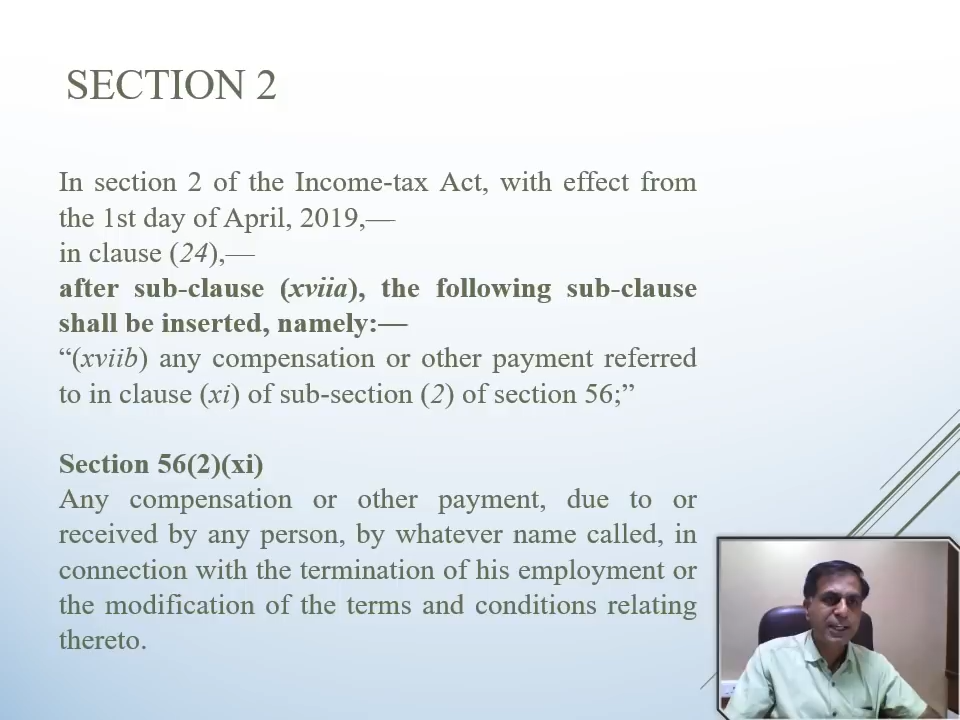 SECTION 2
In section 2 of the Income-tax Act, with effect from
the 1st day of April, 2019,—
in clause (24),—
after sub-clause (xviia), the following sub-clause
shall be inserted, namely:—
“(xviib) any compensation or other payment referred
to in clause (xi) of sub-section (2) of section 56;”
Section 56(2)(xi)
Any compensation or other payment, due to or
received by any person, by whatever name called, in
connection with the termination of his employment or
the modification of the terms and conditions relating
thereto.